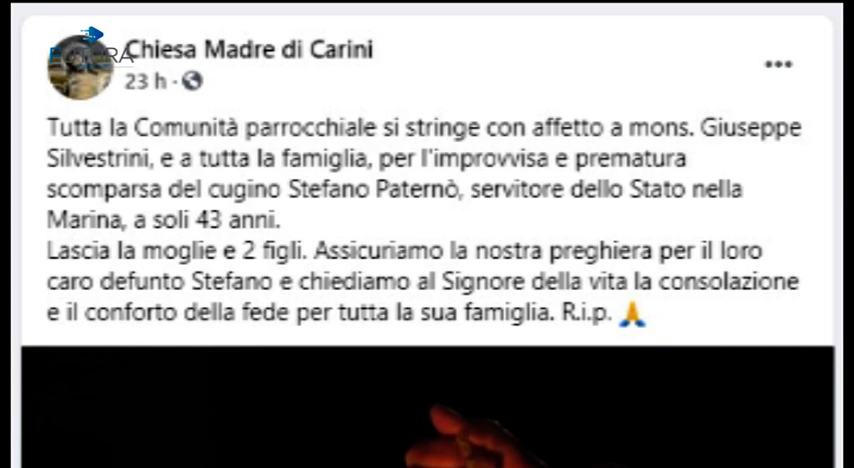 Chiesa Madre di Carini
23 h ·
Tutta la Comunità parrocchiale si stringe con affetto a mons. Giuseppe
Silvestrini, e a tutta la famiglia, per l'improvvisa e prematura
scomparsa del cugino Stefano Paternò, servitore dello Stato nella
Marina, a soli 43 anni.
Lascia la moglie e 2 figli. Assicuriamo la nostra preghiera per il loro
caro defunto Stefano e chiediamo al Signore della vita la consolazione
e il conforto della fede per tutta la sua famiglia. R.i.p. 🙏